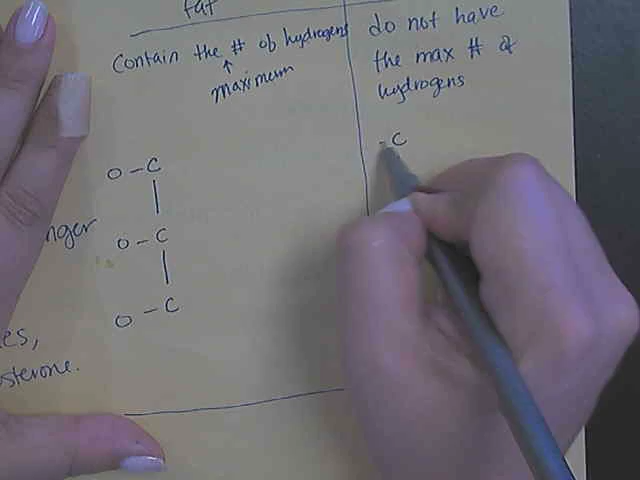 fat
Contain the # of hydrogens
maximum
do not have
the max # of
hydrogens
O - C
O - C
O - C
- C
nger
es,
sterone.